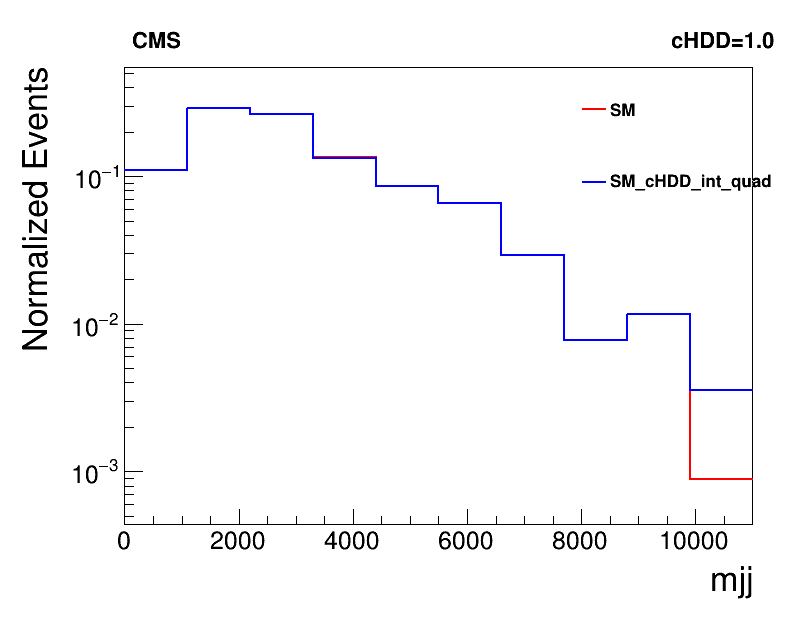 CMS
cHDD=1.0
Normalized Events
SM
SM_cHDD_int_quad
10⁻¹
10⁻²
10⁻³
0 2000 4000 6000 8000 10000
mjj